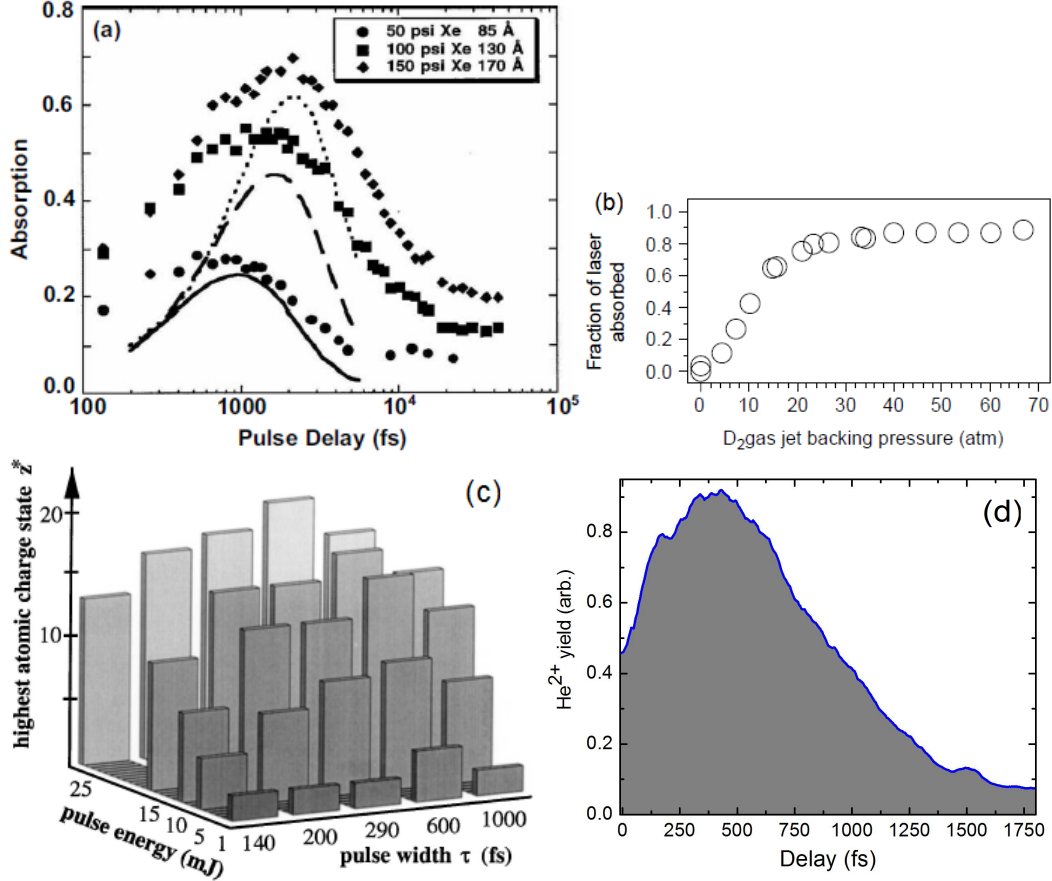 (a)
0.8
0.6
0.4
0.2
0.0
Absorption
50 psi Xe 85 Å
100 psi Xe 130 Å
150 psi Xe 170 Å
100 1000 10⁴ 10⁵
Pulse Delay (fs)
(b)
1.0
0.8
0.6
0.4
0.2
0.0
Fraction of laser
absorbed
0 10 20 30 40 50 60 70
D₂gas jet backing pressure (atm)
(c)
highest atomic charge state z*
20
10
25
15
10
5
1
pulse energy (mJ)
140 200 290 600 1000
pulse width τ (fs)
(d)
0.8
0.6
0.4
0.2
0.0
He²⁺ yield (arb.)
0 250 500 750 1000 1250 1500 1750
Delay (fs)